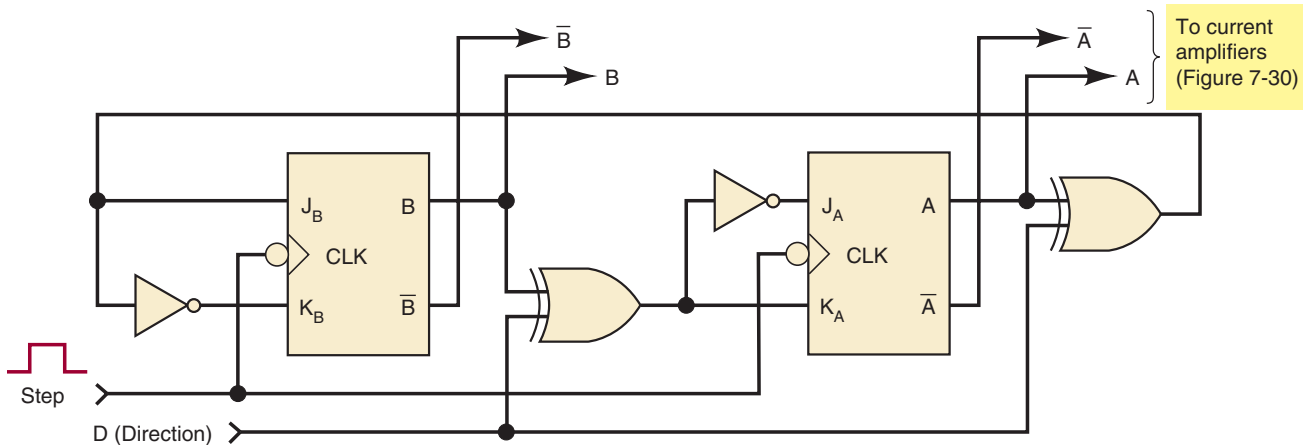 B̅
B
A̅
A
To current
amplifiers
(Figure 7-30)
J_B
B
CLK
K_B
B̅
J_A
A
CLK
K_A
A̅
Step
D (Direction)